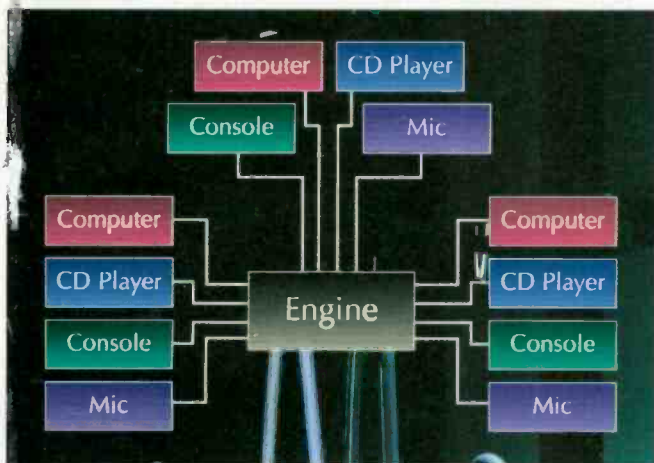 Computer
CD Player
Console
Mic
Computer
CD Player
Console
Mic
Engine
Computer
CD Player
Console
Mic